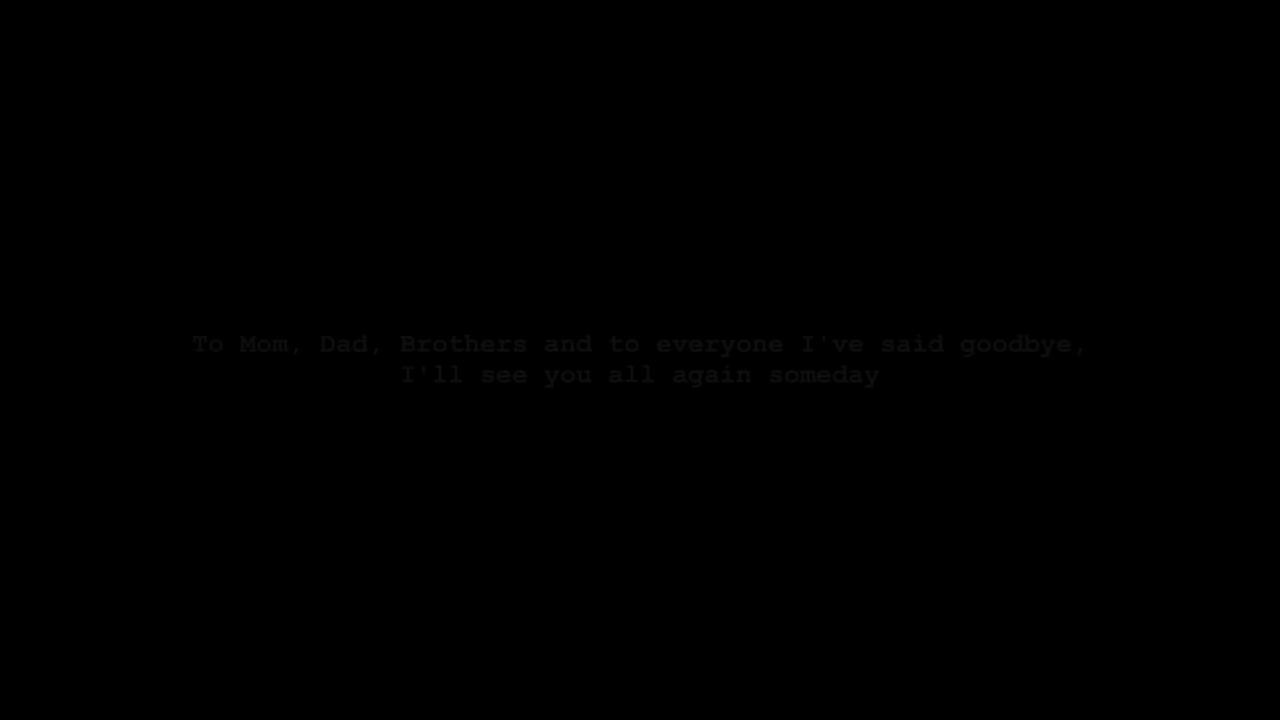 To Mom, Dad, Brothers and to everyone I've said goodbye,
I'll see you all again someday